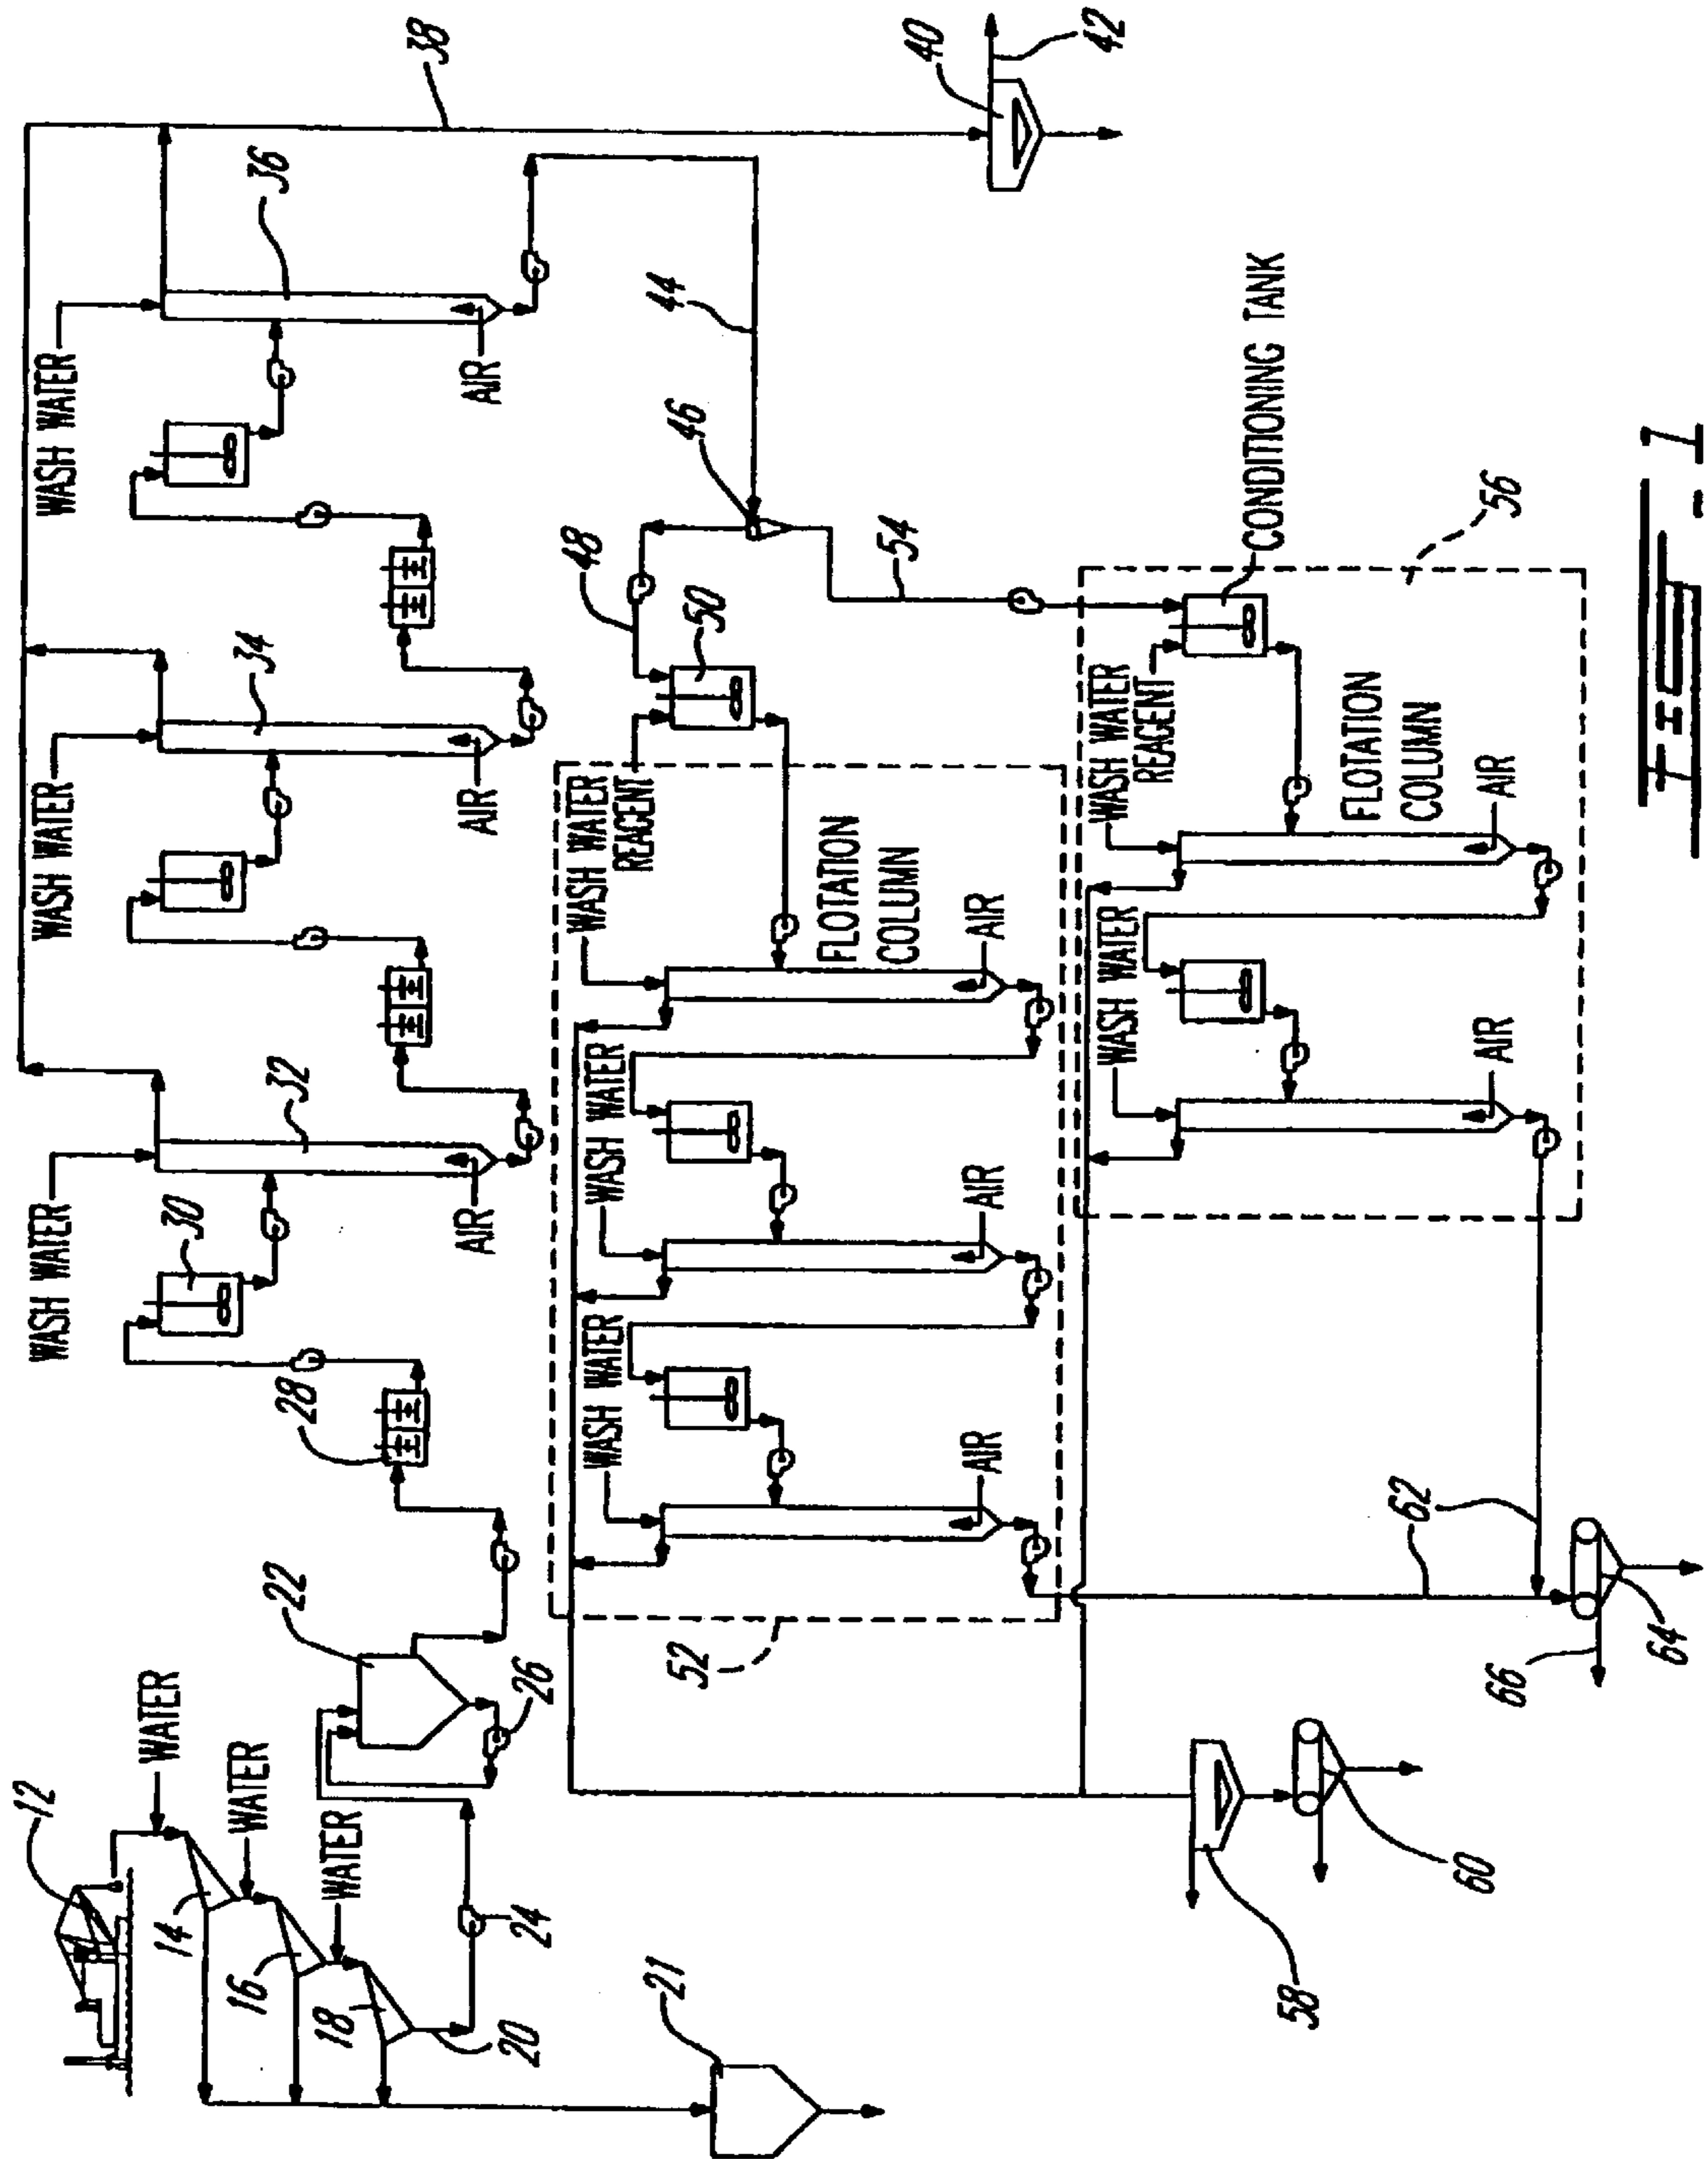 12
WATER
14
WATER
16
WATER
18
20
21
24
22
26
28
30
WASH WATER
32
AIR
WASH WATER
34
AIR
WASH WATER
36
AIR
38
40
42
44
46
48
50
WASH WATER
REAGENT
FLOTATION
COLUMN
AIR
WASH WATER
AIR
WASH WATER
AIR
52
54
CONDITIONING TANK
56
WASH WATER
REAGENT
FLOTATION
COLUMN
AIR
WASH WATER
AIR
58
60
62
64
66
FIG - 1